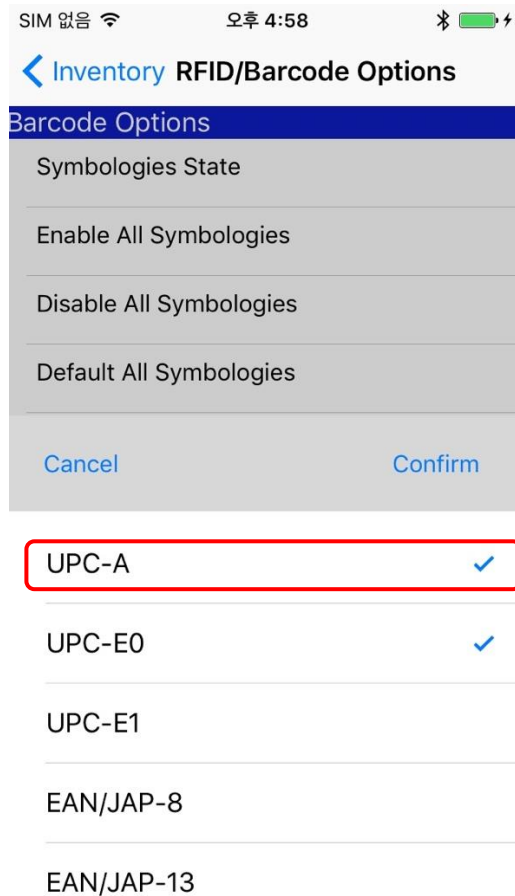 SIM 없음 오후 4:58
Inventory RFID/Barcode Options
Barcode Options
Symbologies State
Enable All Symbologies
Disable All Symbologies
Default All Symbologies
Cancel Confirm
UPC-A
UPC-E0
UPC-E1
EAN/JAP-8
EAN/JAP-13